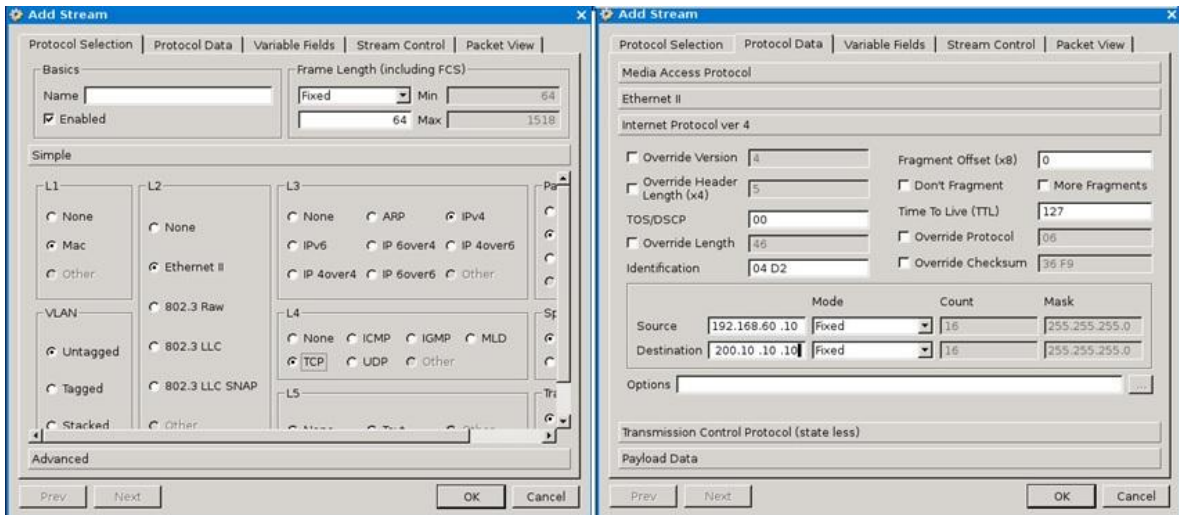 Add Stream
Protocol Selection Protocol Data Variable Fields Stream Control Packet View
Basics
Name
Enabled
Frame Length (including FCS)
Fixed Min 64
64 Max 1518
Simple
L1
None
Mac
Other
VLAN
Untagged
Tagged
Stacked
L2
None
Ethernet II
802.3 Raw
802.3 LLC
802.3 LLC SNAP
Other
L3
None ARP IPv4
IPv6 IP 6over4 IP 4over6
IP 4over4 IP 6over6 Other
L4
None ICMP IGMP MLD
TCP UDP Other
L5
Pa
Sp
Tra
Advanced
Prev Next OK Cancel
Add Stream
Protocol Selection Protocol Data Variable Fields Stream Control Packet View
Media Access Protocol
Ethernet II
Internet Protocol ver 4
Override Version 4
Override Header
Length (x4) 5
TOS/DSCP 00
Override Length 46
Identification 04 D2
Fragment Offset (x8) 0
Don't Fragment More Fragments
Time To Live (TTL) 127
Override Protocol 06
Override Checksum 36 F9
Mode Count Mask
Source 192.168.60 .10 Fixed 16 255.255.255.0
Destination 200.10 .10 .10 Fixed 16 255.255.255.0
Options ...
Transmission Control Protocol (state less)
Payload Data
Prev Next OK Cancel